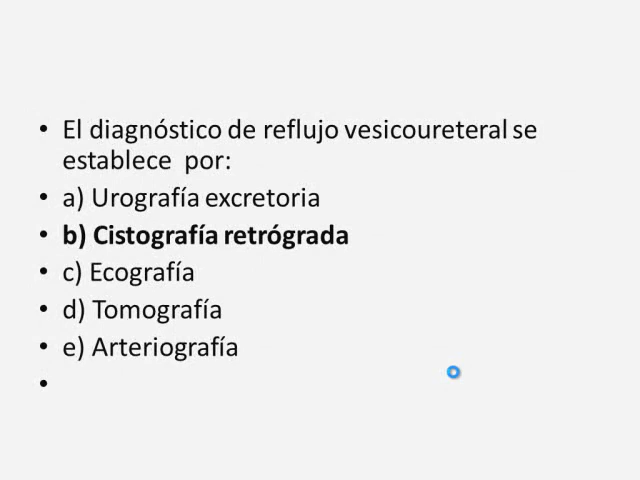 • El diagnóstico de reflujo vesicoureteral se
establece por:
• a) Urografía excretoria
• b) Cistografía retrógrada
• c) Ecografía
• d) Tomografía
• e) Arteriografía
•